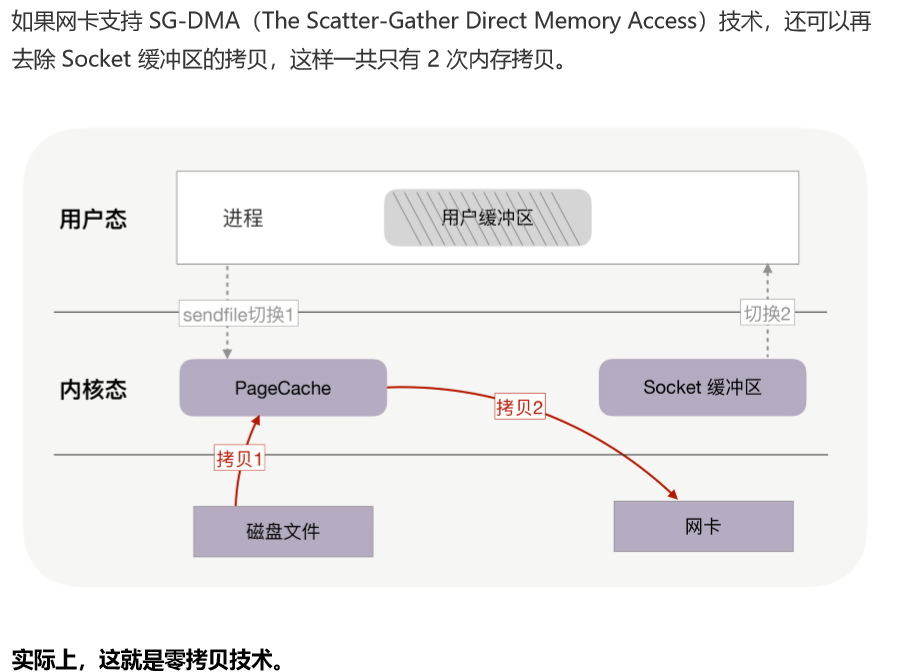 如果网卡支持 SG-DMA（The Scatter-Gather Direct Memory Access）技术，还可以再
去除 Socket 缓冲区的拷贝，这样一共只有 2 次内存拷贝。
用户态
进程
用户缓冲区
sendfile切换1
切换2
内核态
PageCache
Socket 缓冲区
拷贝2
拷贝1
磁盘文件
网卡
实际上，这就是零拷贝技术。